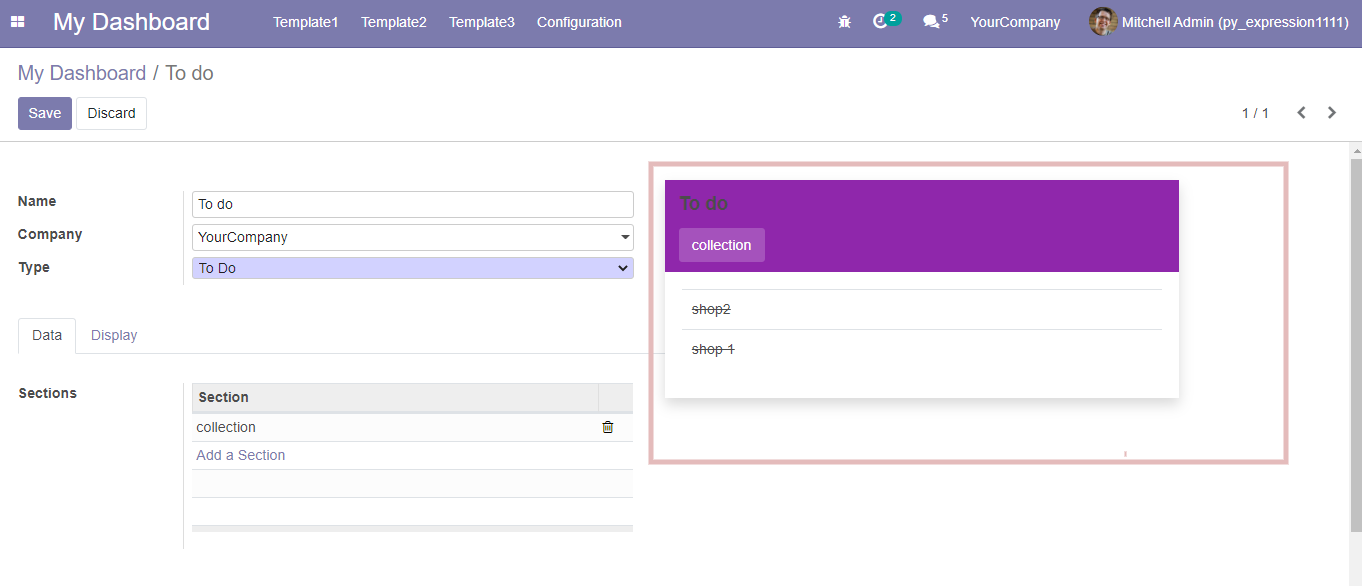 My Dashboard Template1 Template2 Template3 Configuration 2 5 YourCompany Mitchell Admin (py_expression1111)
My Dashboard / To do
Save Discard 1 / 1
Name To do
Company YourCompany
Type To Do
Data Display
Sections Section
collection
Add a Section
To do
collection
shop2
shop 1